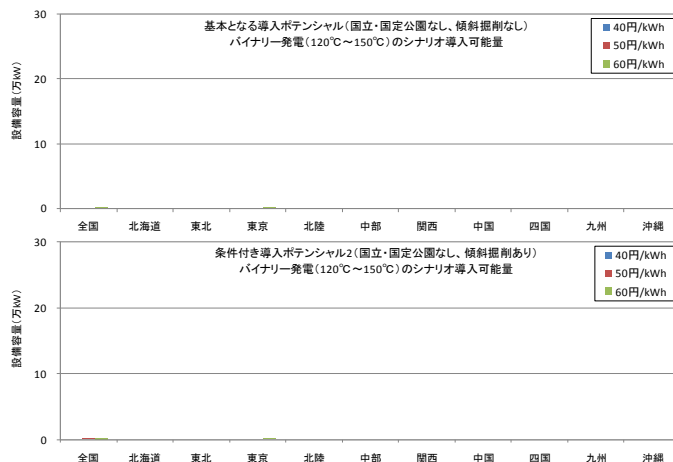 基本となる導入ポテンシャル(国立・国定公園なし、傾斜掘削なし)
バイナリー発電(120℃～150℃)のシナリオ導入可能量
40円/kWh
50円/kWh
60円/kWh
設備容量(万kW)
30
20
10
0
全国 北海道 東北 東京 北陸 中部 関西 中国 四国 九州 沖縄
条件付き導入ポテンシャル2(国立・国定公園なし、傾斜掘削あり)
バイナリー発電(120℃～150℃)のシナリオ導入可能量
40円/kWh
50円/kWh
60円/kWh
設備容量(万kW)
30
20
10
0
全国 北海道 東北 東京 北陸 中部 関西 中国 四国 九州 沖縄